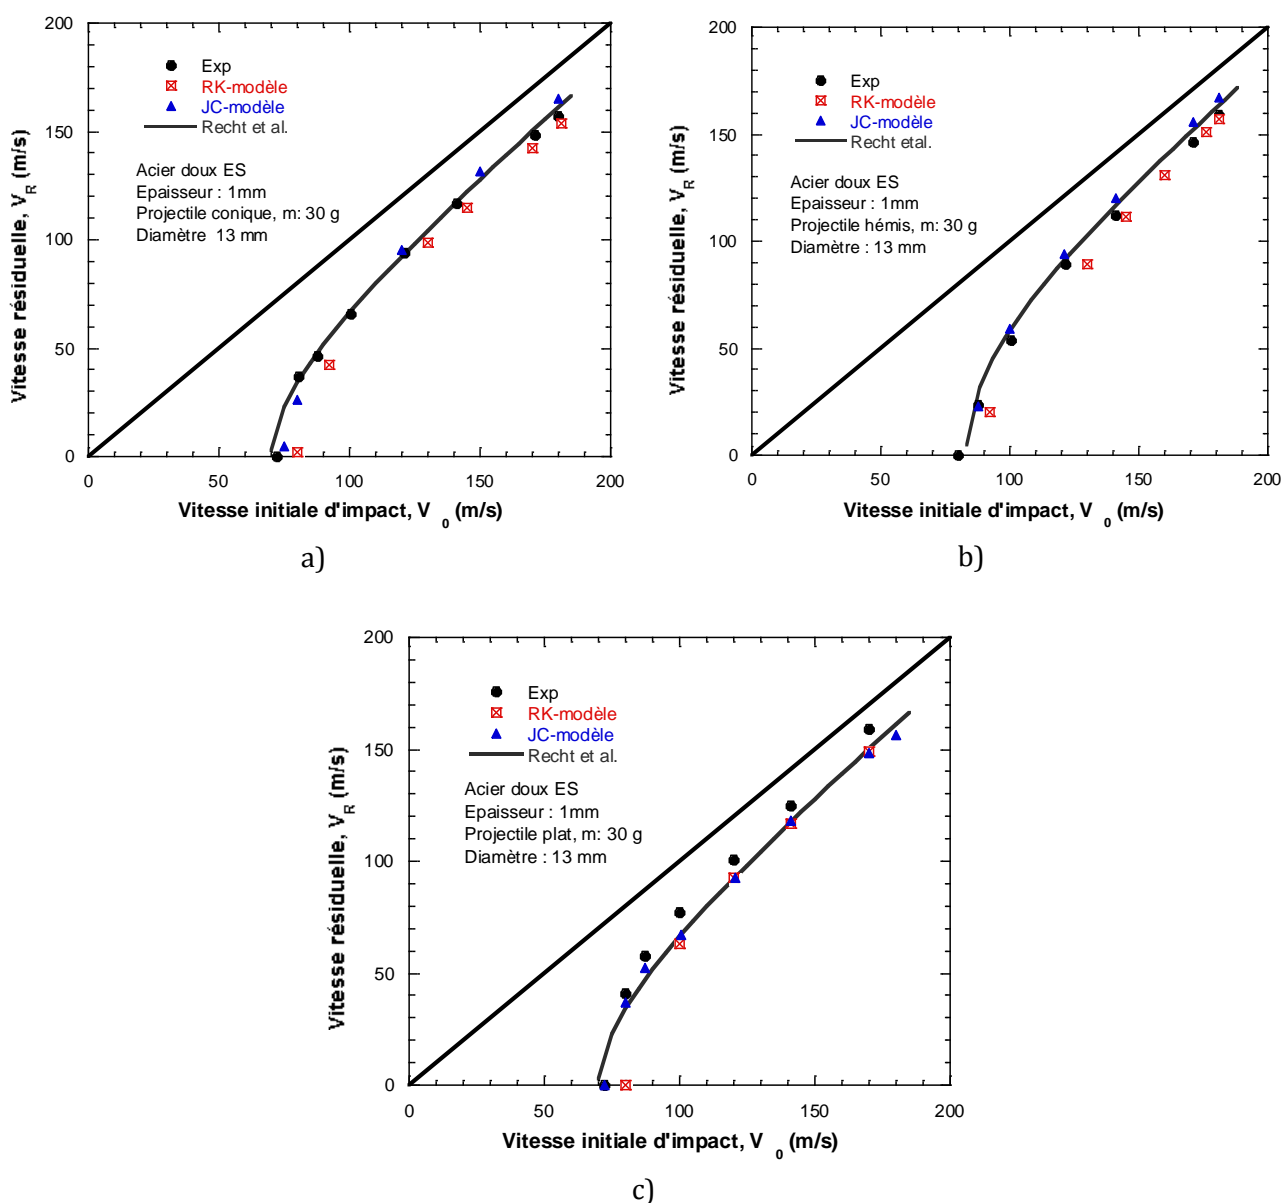 200
150
100
50
0
Vitesse résiduelle, V_R (m/s)
Exp
RK-modèle
JC-modèle
Recht et al.
Acier doux ES
Epaisseur : 1mm
Projectile conique, m: 30 g
Diamètre 13 mm
0 50 100 150 200
Vitesse initiale d'impact, V_0 (m/s)
a)
200
150
100
50
0
Vitesse résiduelle, V_R (m/s)
Exp
RK-modèle
JC-modèle
Recht etal.
Acier doux ES
Epaisseur : 1mm
Projectile hémis, m: 30 g
Diamètre : 13 mm
0 50 100 150 200
Vitesse initiale d'impact, V_0 (m/s)
b)
200
150
100
50
0
Vitesse résiduelle, V_R (m/s)
Exp
RK-modèle
JC-modèle
Recht et al.
Acier doux ES
Epaisseur : 1mm
Projectile plat, m: 30 g
Diamètre : 13 mm
0 50 100 150 200
Vitesse initiale d'impact, V_0 (m/s)
c)